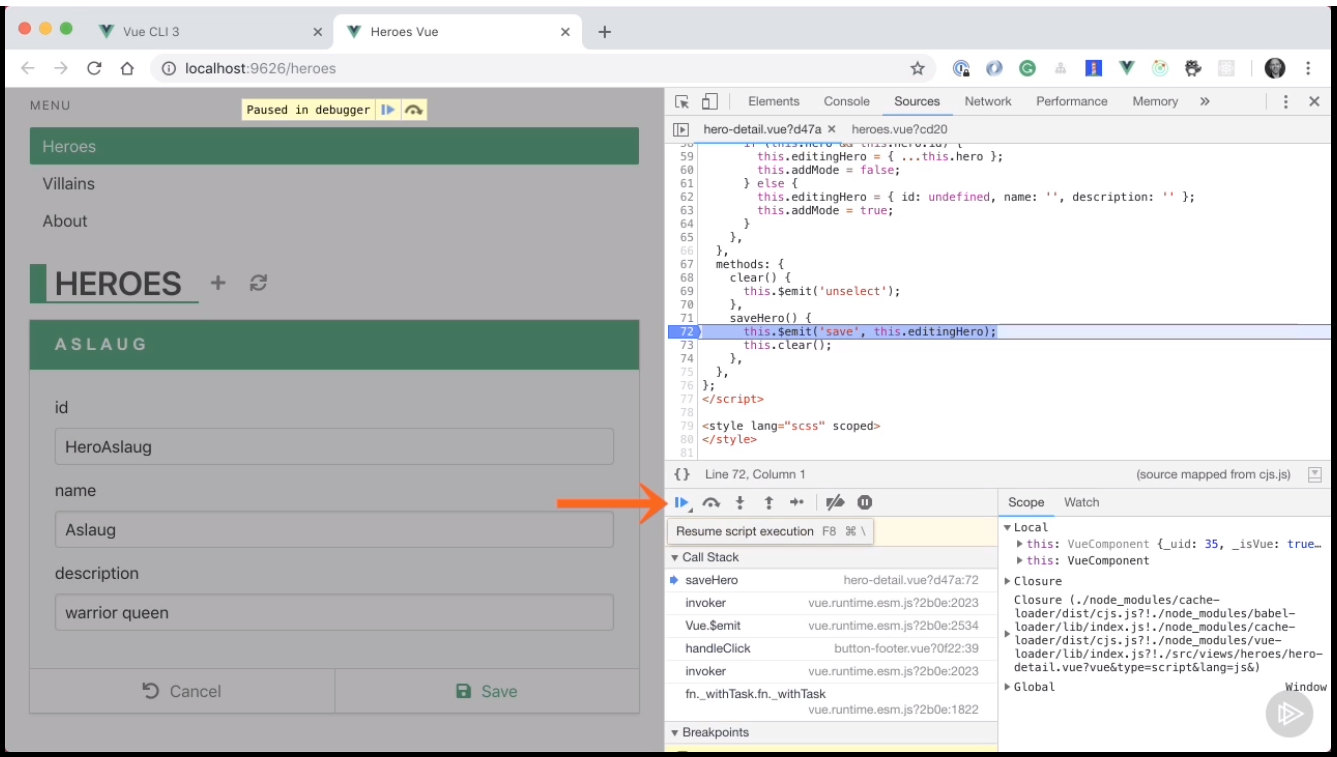 Vue CLI 3
Heroes Vue
localhost:9626/heroes
MENU
Paused in debugger
Heroes
Villains
About
HEROES
ASLAUG
id
HeroAslaug
name
Aslaug
description
warrior queen
Cancel
Save
Elements Console Sources Network Performance Memory
hero-detail.vue?d47a heroes.vue?cd20
58 if (this.hero && this.hero.id) {
59 this.editingHero = { ...this.hero };
60 this.addMode = false;
61 } else {
62 this.editingHero = { id: undefined, name: '', description: '' };
63 this.addMode = true;
64 }
65 },
66 },
67 methods: {
68 clear() {
69 this.$emit('unselect');
70 },
71 saveHero() {
72 this.$emit('save', this.editingHero);
73 this.clear();
74 },
75 },
76 };
77 </script>
78
79 <style lang="scss" scoped>
80 </style>
81
{} Line 72, Column 1 (source mapped from cjs.js)
Resume script execution F8 ⌘ \
Call Stack
saveHero hero-detail.vue?d47a:72
invoker vue.runtime.esm.js?2b0e:2023
Vue.$emit vue.runtime.esm.js?2b0e:2534
handleClick button-footer.vue?0f22:39
invoker vue.runtime.esm.js?2b0e:2023
fn._withTask.fn._withTask
vue.runtime.esm.js?2b0e:1822
Breakpoints
Scope Watch
Local
this: VueComponent {_uid: 35, _isVue: true…
this: VueComponent
Closure
Closure (./node_modules/cache-
loader/dist/cjs.js?!./node_modules/babel-
loader/lib/index.js!./node_modules/cache-
loader/dist/cjs.js?!./node_modules/vue-
loader/lib/index.js?!./src/views/heroes/hero-
detail.vue?vue&type=script&lang=js&)
Global Window